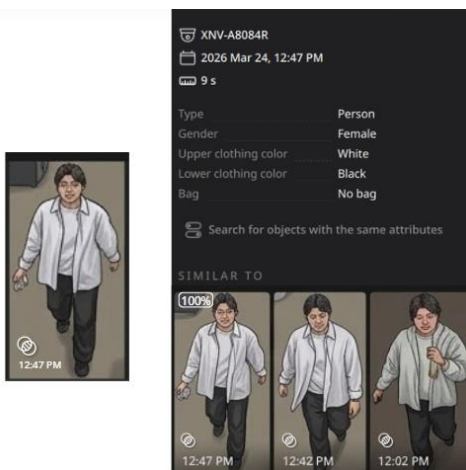 12:47 PM
XNV-A8084R
2026 Mar 24, 12:47 PM
9 s
Type Person
Gender Female
Upper clothing color White
Lower clothing color Black
Bag No bag
Search for objects with the same attributes
SIMILAR TO
100%
12:47 PM 12:42 PM 12:02 PM